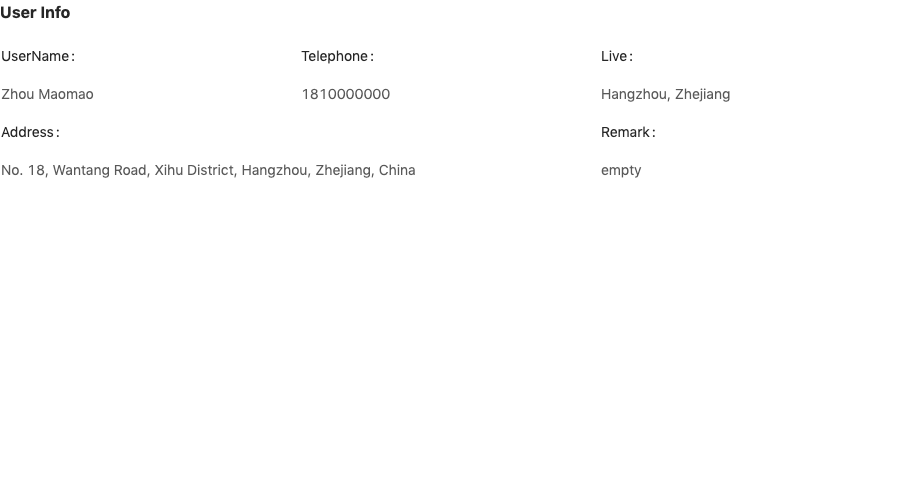 User Info
UserName:
Telephone:
Live:
Zhou Maomao
1810000000
Hangzhou, Zhejiang
Address:
Remark:
No. 18, Wantang Road, Xihu District, Hangzhou, Zhejiang, China
empty